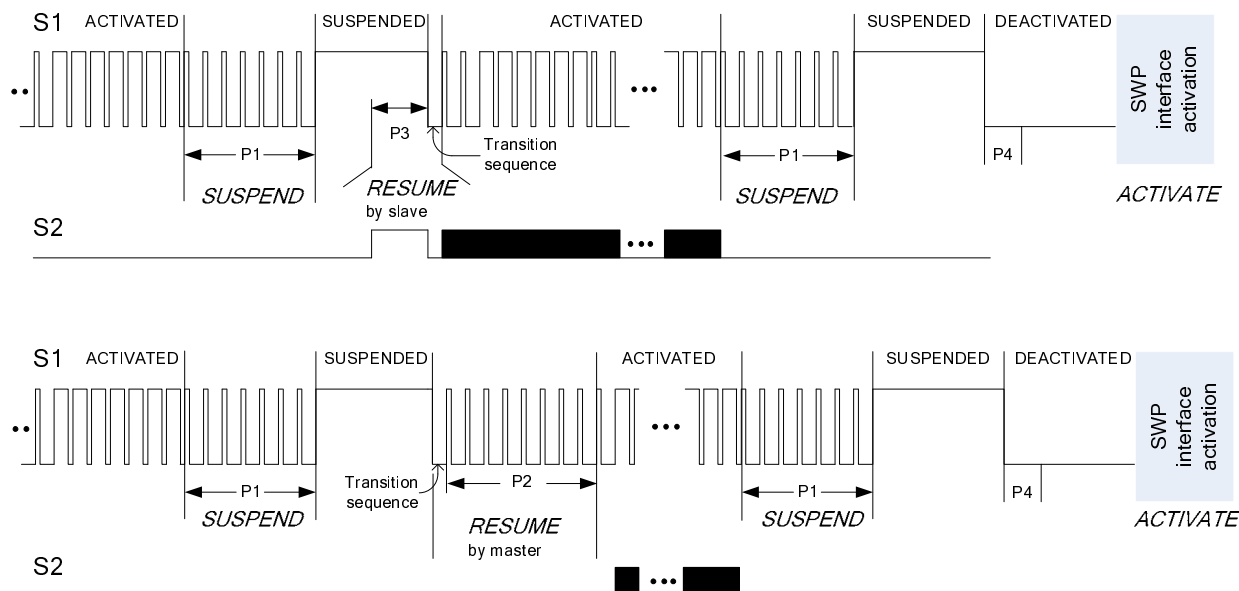 S1 ACTIVATED SUSPENDED ACTIVATED SUSPENDED DEACTIVATED
SWP interface activation
P3
Transition sequence
P1
P1
P4
SUSPEND
RESUME
by slave
SUSPEND
ACTIVATE
S2
S1 ACTIVATED SUSPENDED ACTIVATED SUSPENDED DEACTIVATED
SWP interface activation
Transition sequence
P1
P2
P1
P4
SUSPEND
RESUME
by master
SUSPEND
ACTIVATE
S2